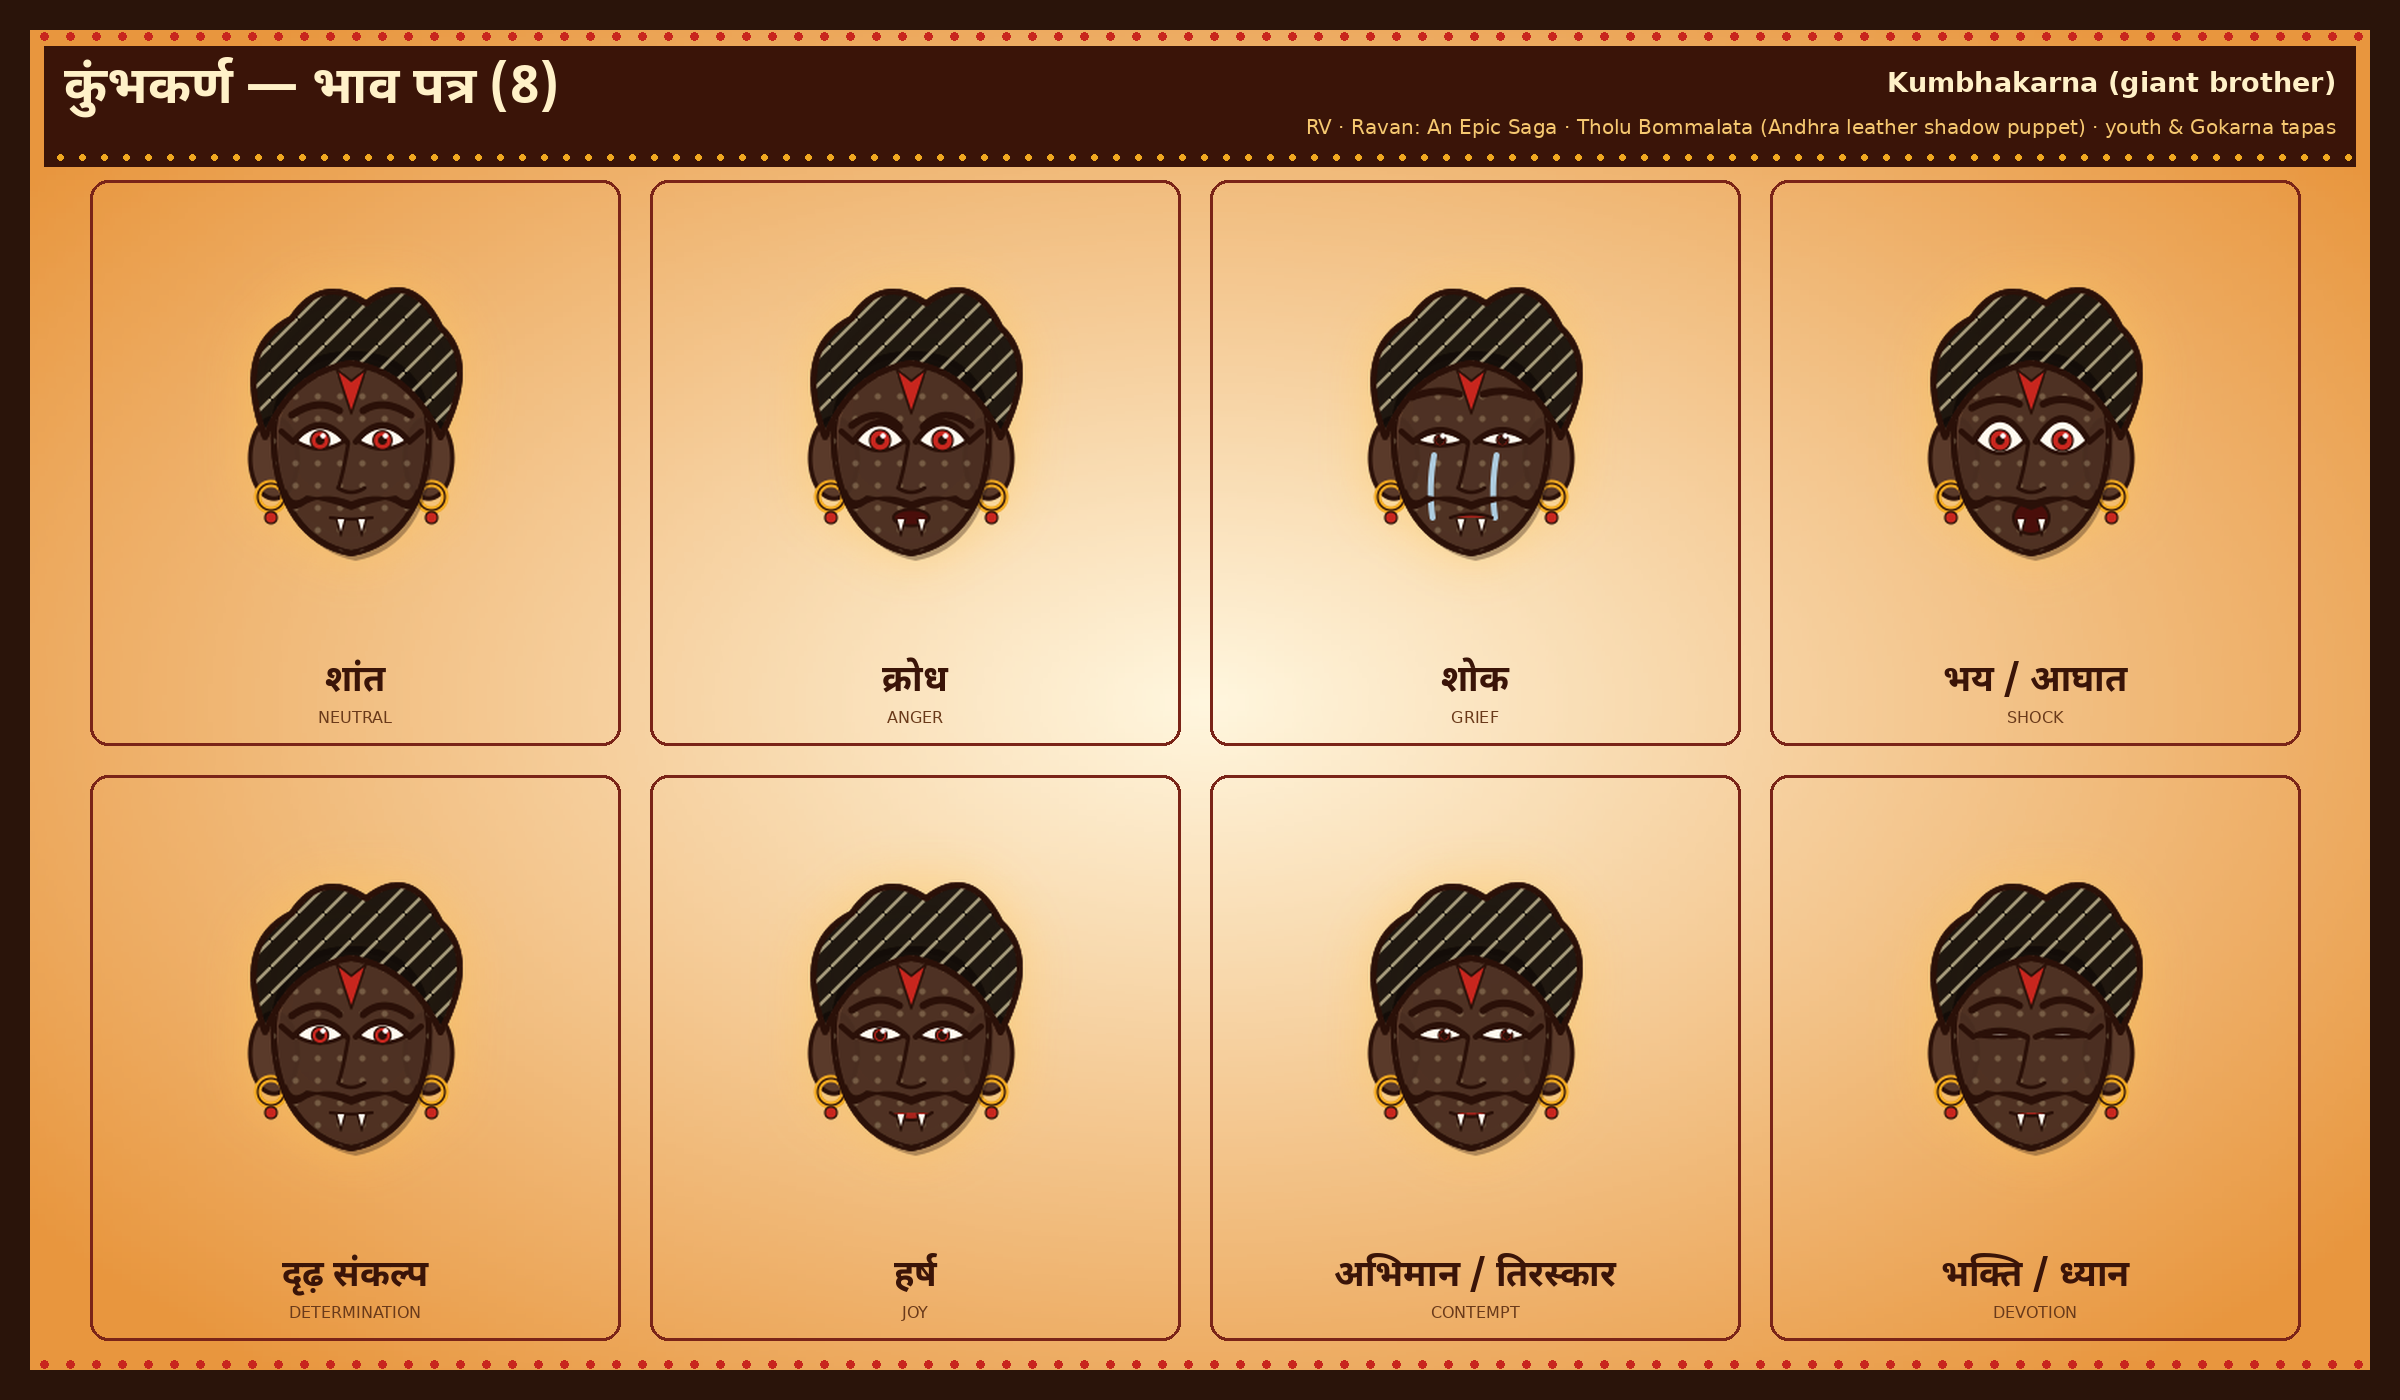 कुंभकर्ण — भाव पत्र (8)
Kumbhakarna (giant brother)
RV · Ravan: An Epic Saga · Tholu Bommalata (Andhra leather shadow puppet) · youth & Gokarna tapas
शांत
NEUTRAL
क्रोध
ANGER
शोक
GRIEF
भय / आघात
SHOCK
दृढ़ संकल्प
DETERMINATION
हर्ष
JOY
अभिमान / तिरस्कार
CONTEMPT
भक्ति / ध्यान
DEVOTION